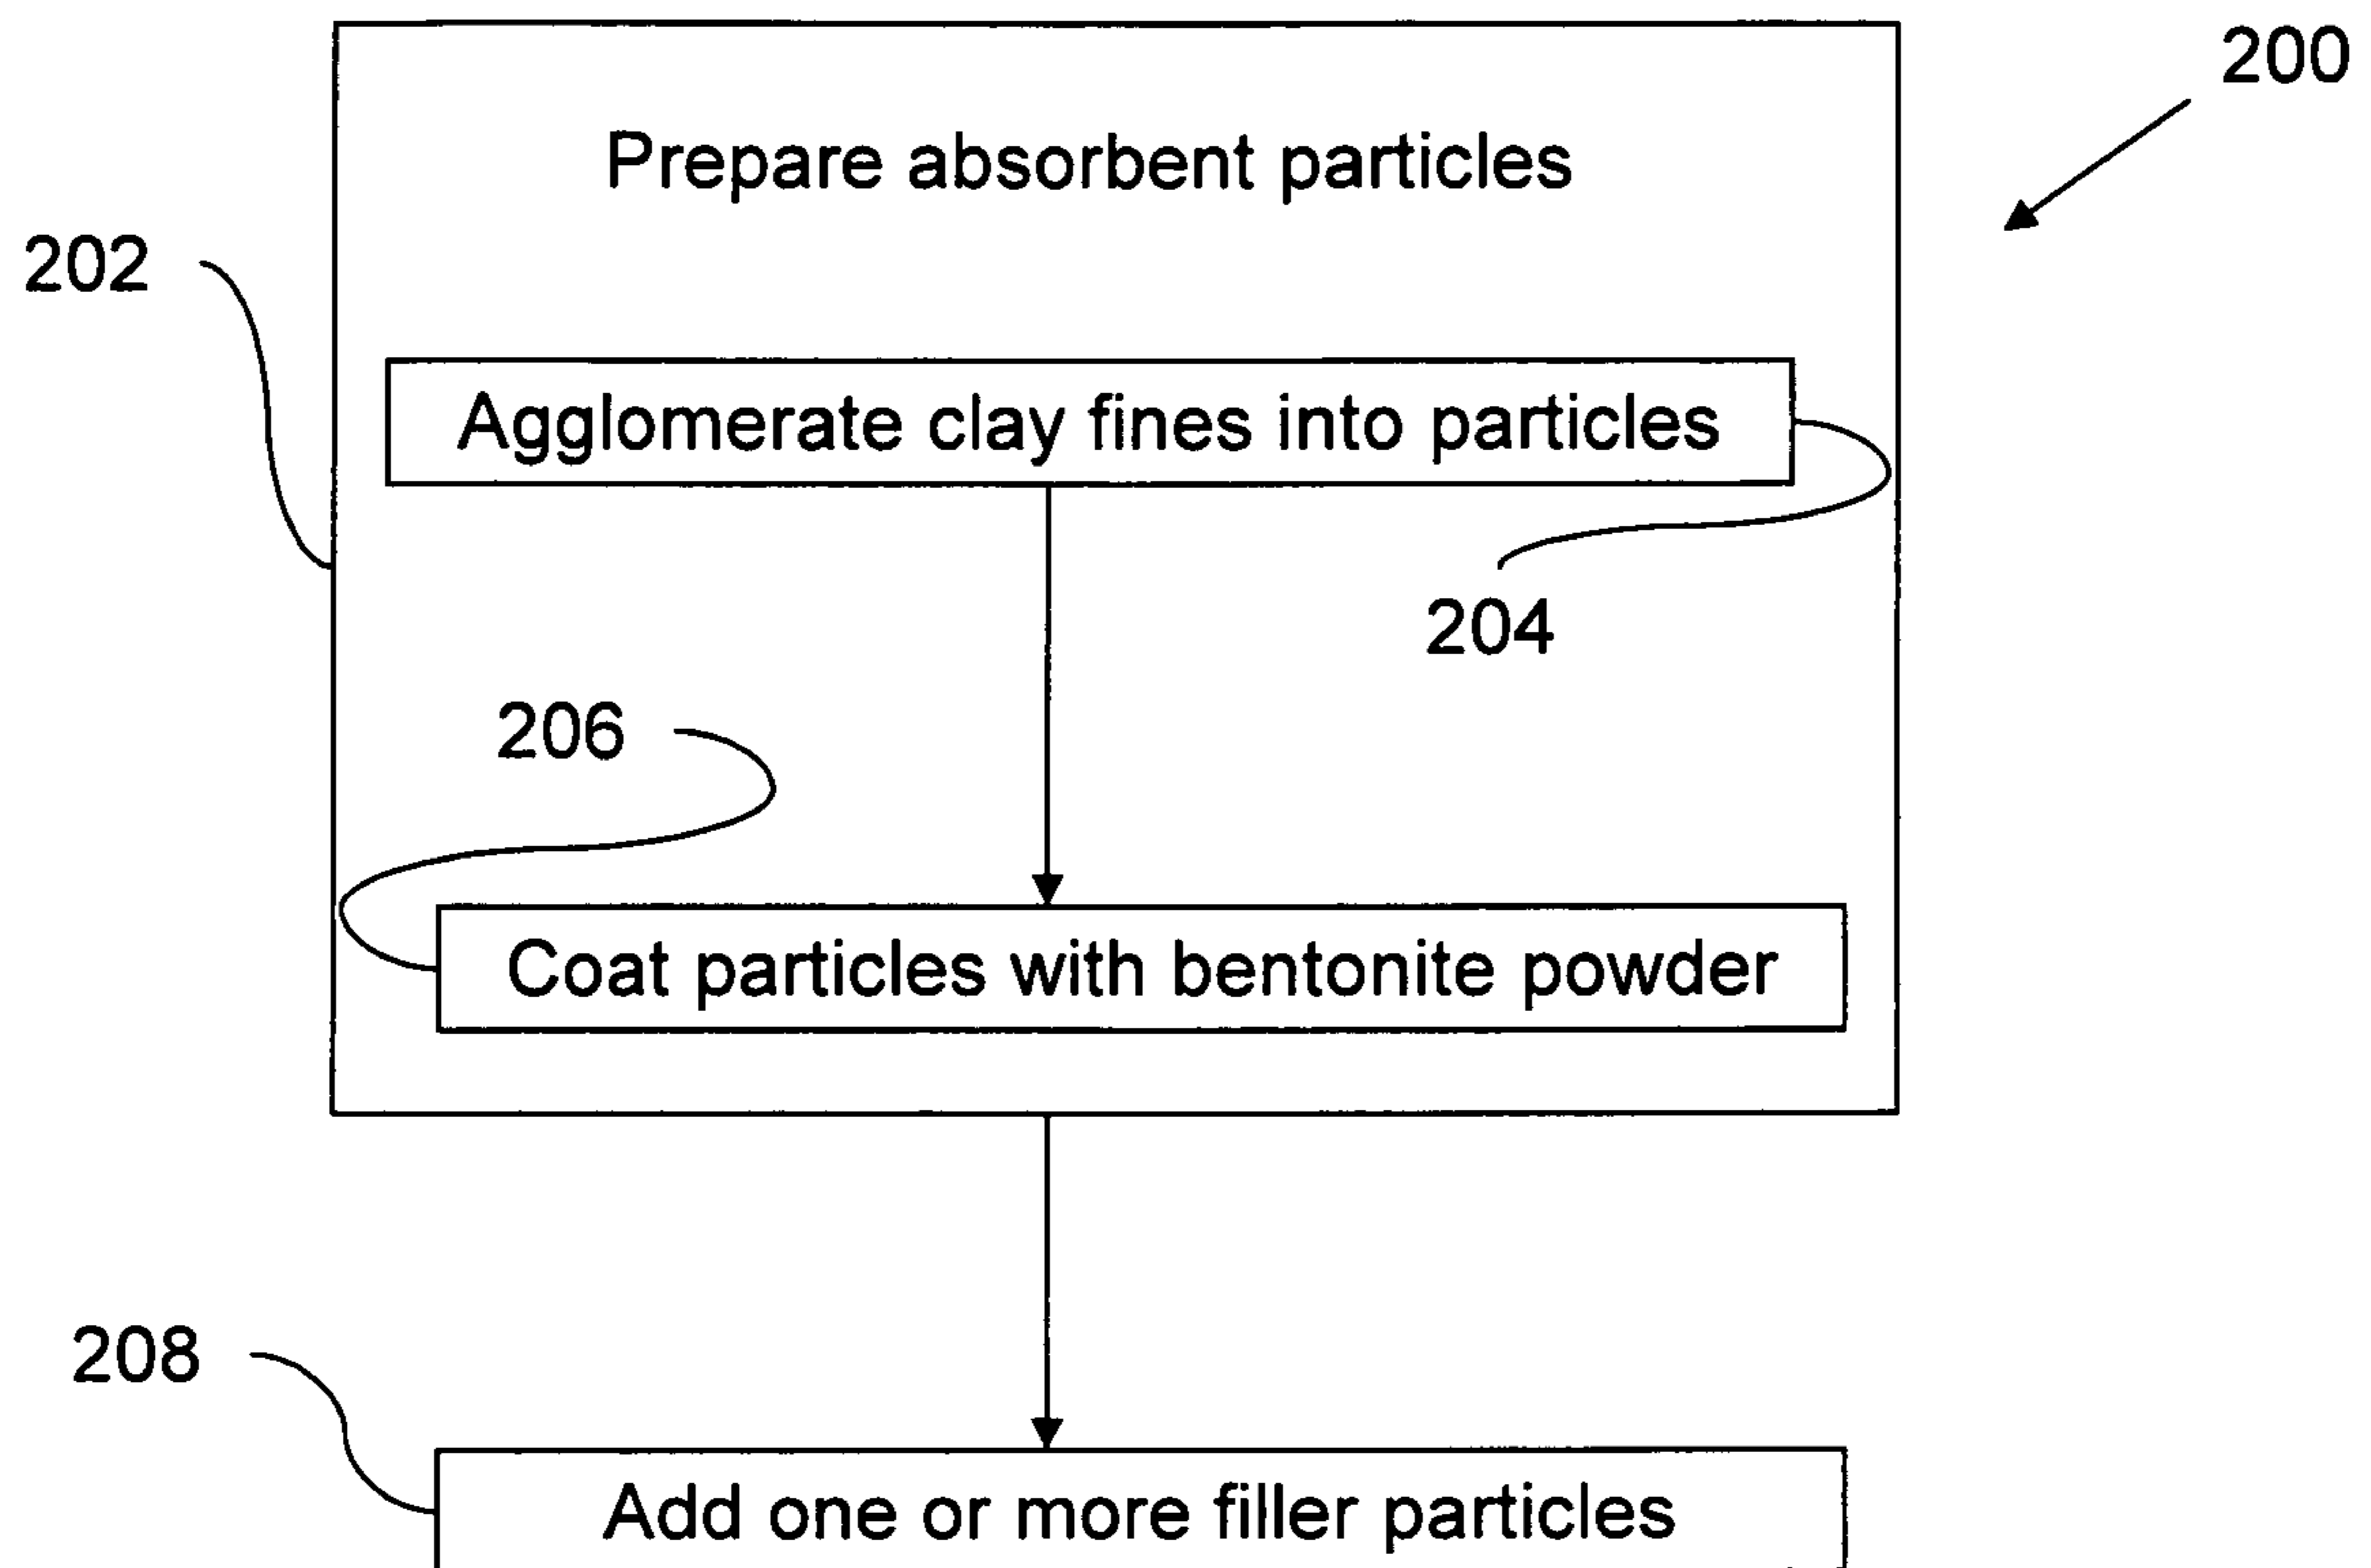 200
Prepare absorbent particles
202
Agglomerate clay fines into particles
204
206
Coat particles with bentonite powder
208
Add one or more filler particles